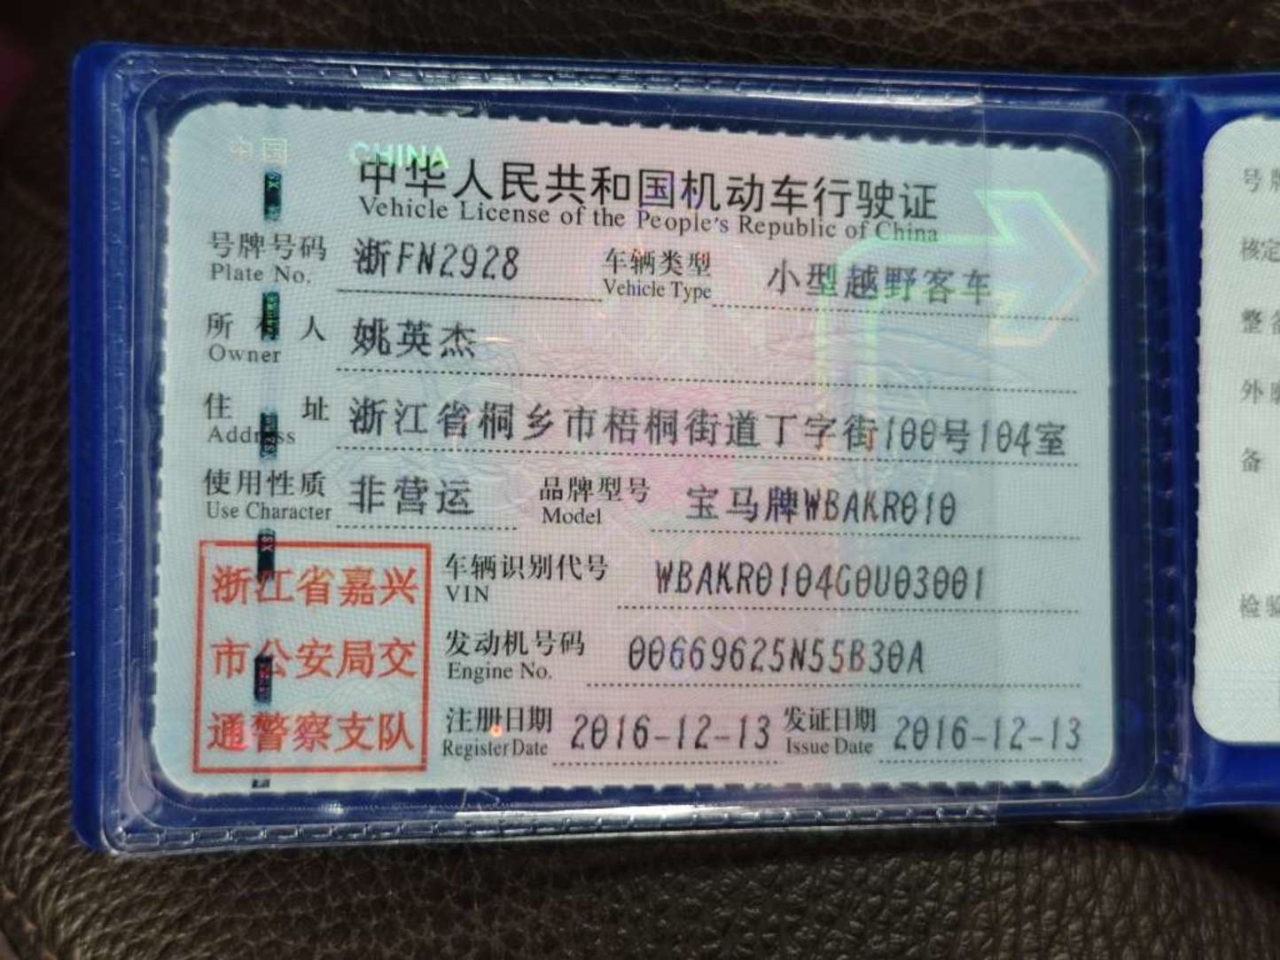 中国 CHINA
中华人民共和国机动车行驶证
Vehicle License of the People's Republic of China
号牌号码 浙FN2928 车辆类型 小型越野客车
Plate No. Vehicle Type
所有人 姚英杰
Owner
住址 浙江省桐乡市梧桐街道丁字街100号104室
Address
使用性质 非营运 品牌型号 宝马牌WBAKR010
Use Character Model
浙江省嘉兴
市公安局交
通警察支队
车辆识别代号 WBAKR0104G0U03001
VIN
发动机号码 00669625N55B30A
Engine No.
注册日期 2016-12-13 发证日期 2016-12-13
Register Date Issue Date
号牌
核定
整备
外廓
备
检验